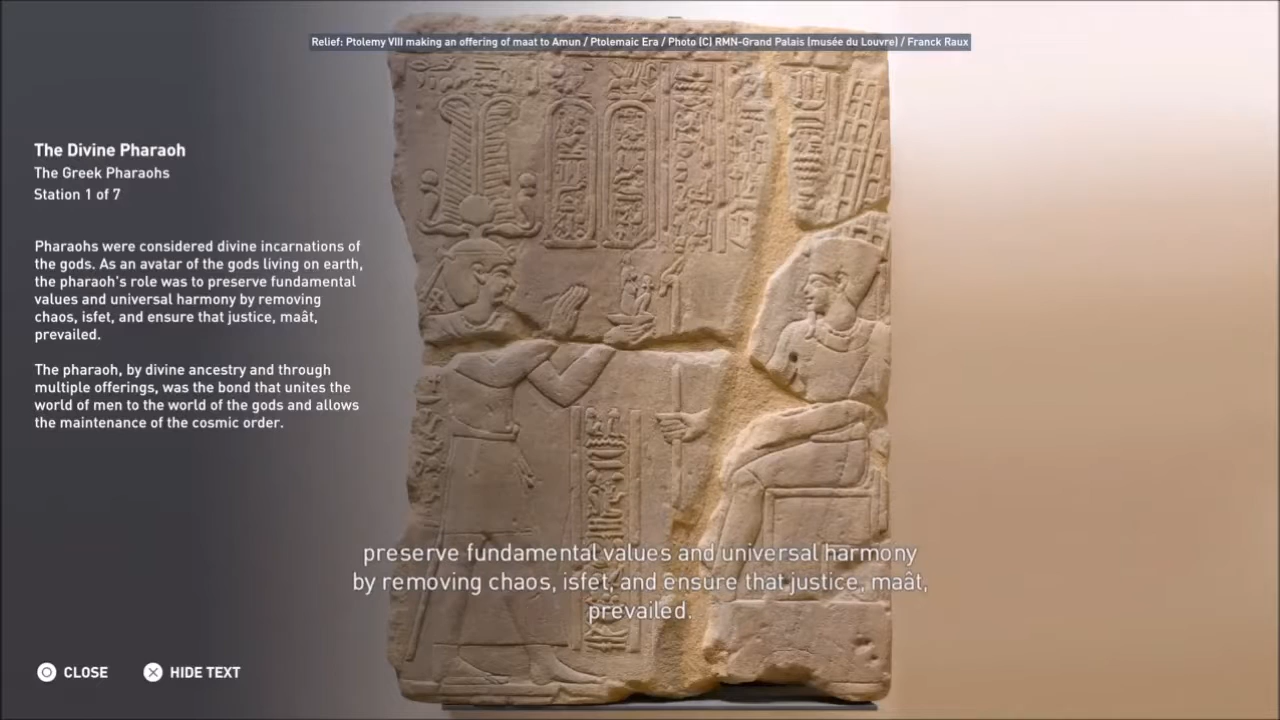 Relief: Ptolemy VIII making an offering of maat to Amun / Ptolemaic Era / Photo (C) RMN-Grand Palais (musée du Louvre) / Franck Raux
The Divine Pharaoh
The Greek Pharaohs
Station 1 of 7
Pharaohs were considered divine incarnations of
the gods. As an avatar of the gods living on earth,
the pharaoh's role was to preserve fundamental
values and universal harmony by removing
chaos, isfet, and ensure that justice, maât,
prevailed.
The pharaoh, by divine ancestry and through
multiple offerings, was the bond that unites the
world of men to the world of the gods and allows
the maintenance of the cosmic order.
preserve fundamental values and universal harmony
by removing chaos, isfet, and ensure that justice, maât,
prevailed.
CLOSE
HIDE TEXT